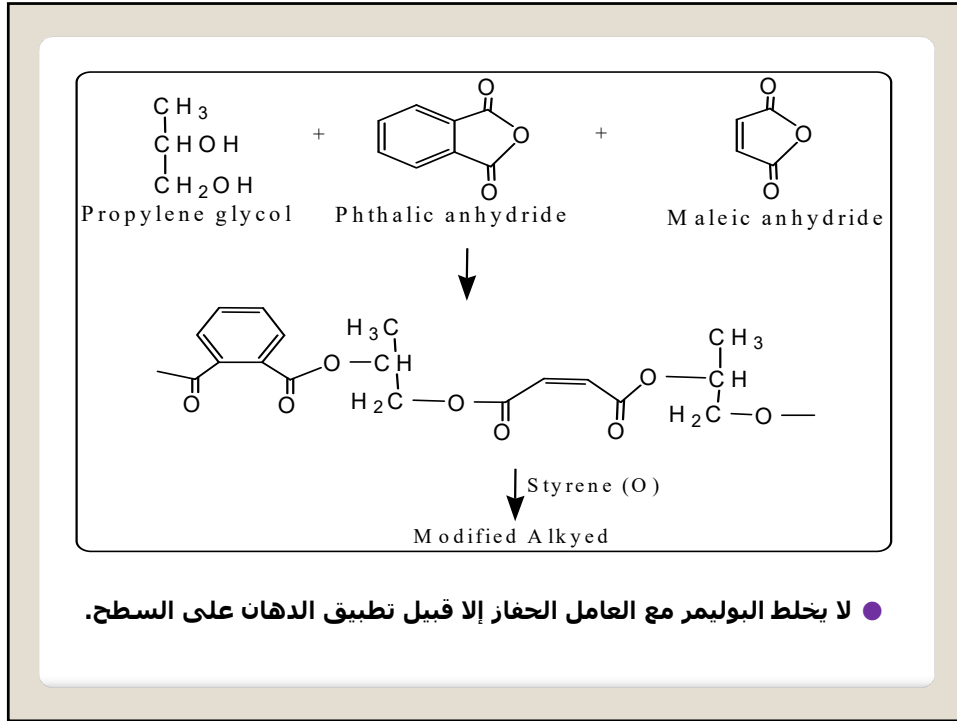 CH3
CHOH
CH2OH
Propylene glycol
+
O
O
O
Phthalic anhydride
+
O
O
O
Maleic anhydride
O
O
O
H3C
CH
H2C
O
O
O
O
CH3
CH
H2C
O
Styrene (O)
Modified Alkyed
لا يخلط البوليمر مع العامل الحفاز إلا قبيل تطبيق الدهان على السطح.